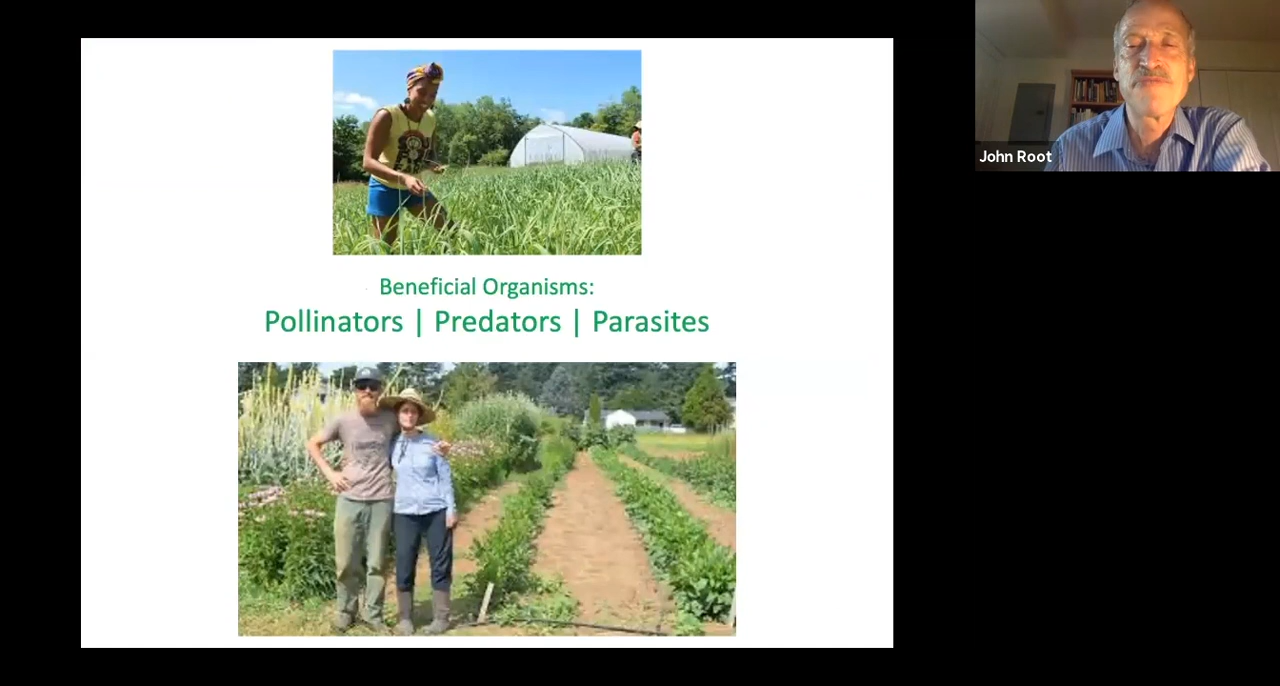 Beneficial Organisms:
Pollinators | Predators | Parasites
John Root